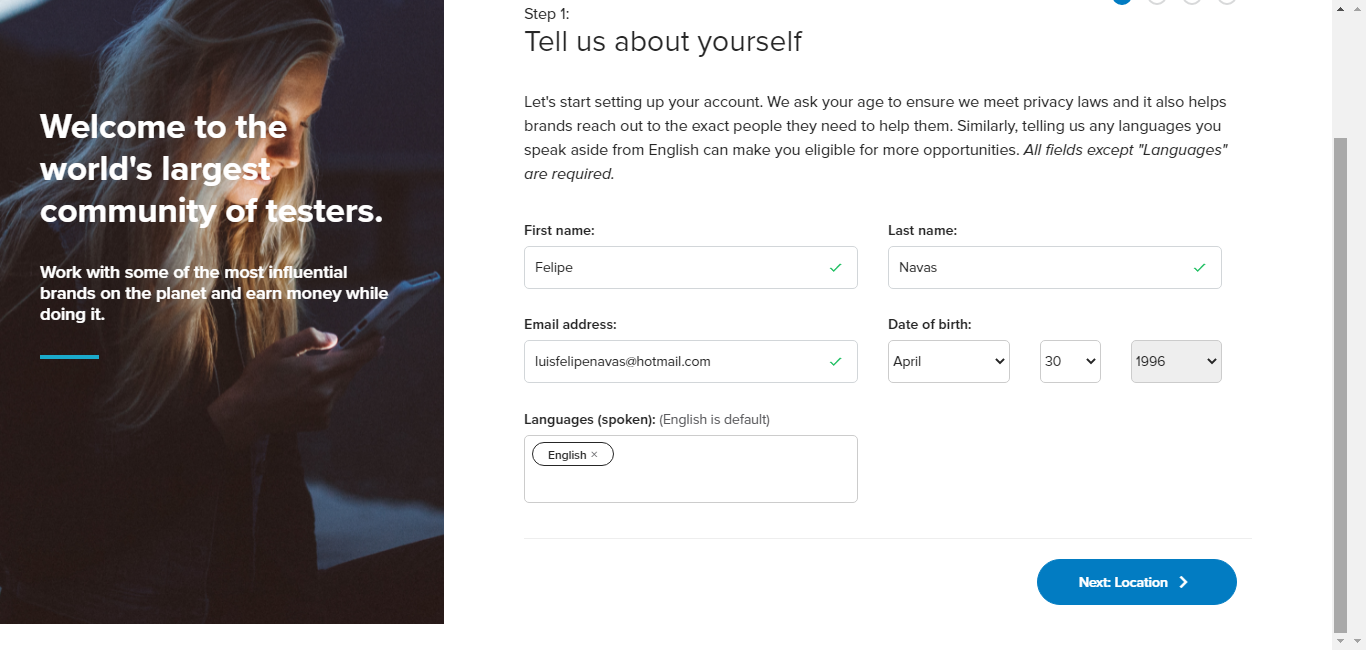 Welcome to the
world's largest
community of testers.
Work with some of the most influential
brands on the planet and earn money while
doing it.
Step 1:
Tell us about yourself
Let's start setting up your account. We ask your age to ensure we meet privacy laws and it also helps
brands reach out to the exact people they need to help them. Similarly, telling us any languages you
speak aside from English can make you eligible for more opportunities. All fields except "Languages"
are required.
First name:
Last name:
Felipe
Navas
Email address:
Date of birth:
luisfelipenavas@hotmail.com
April
30
1996
Languages (spoken): (English is default)
English ×
Next: Location